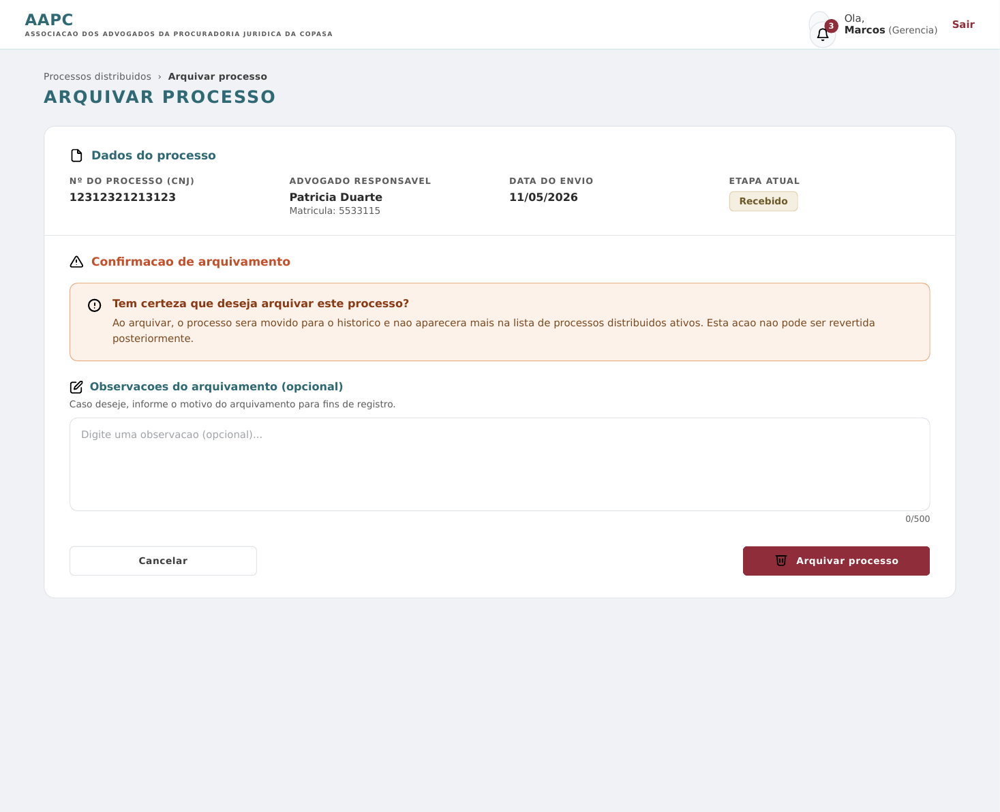 AAPC
ASSOCIACAO DOS ADVOGADOS DA PROCURADORIA JURIDICA DA COPASA
3
Ola,
Marcos (Gerencia)
Sair
Processos distribuidos › Arquivar processo
ARQUIVAR PROCESSO
Dados do processo
Nº DO PROCESSO (CNJ)
12312321213123
ADVOGADO RESPONSAVEL
Patricia Duarte
Matricula: 5533115
DATA DO ENVIO
11/05/2026
ETAPA ATUAL
Recebido
Confirmacao de arquivamento
Tem certeza que deseja arquivar este processo?
Ao arquivar, o processo sera movido para o historico e nao aparecera mais na lista de processos distribuidos ativos. Esta acao nao pode ser revertida
posteriormente.
Observacoes do arquivamento (opcional)
Caso deseje, informe o motivo do arquivamento para fins de registro.
Digite uma observacao (opcional)...
0/500
Cancelar
Arquivar processo